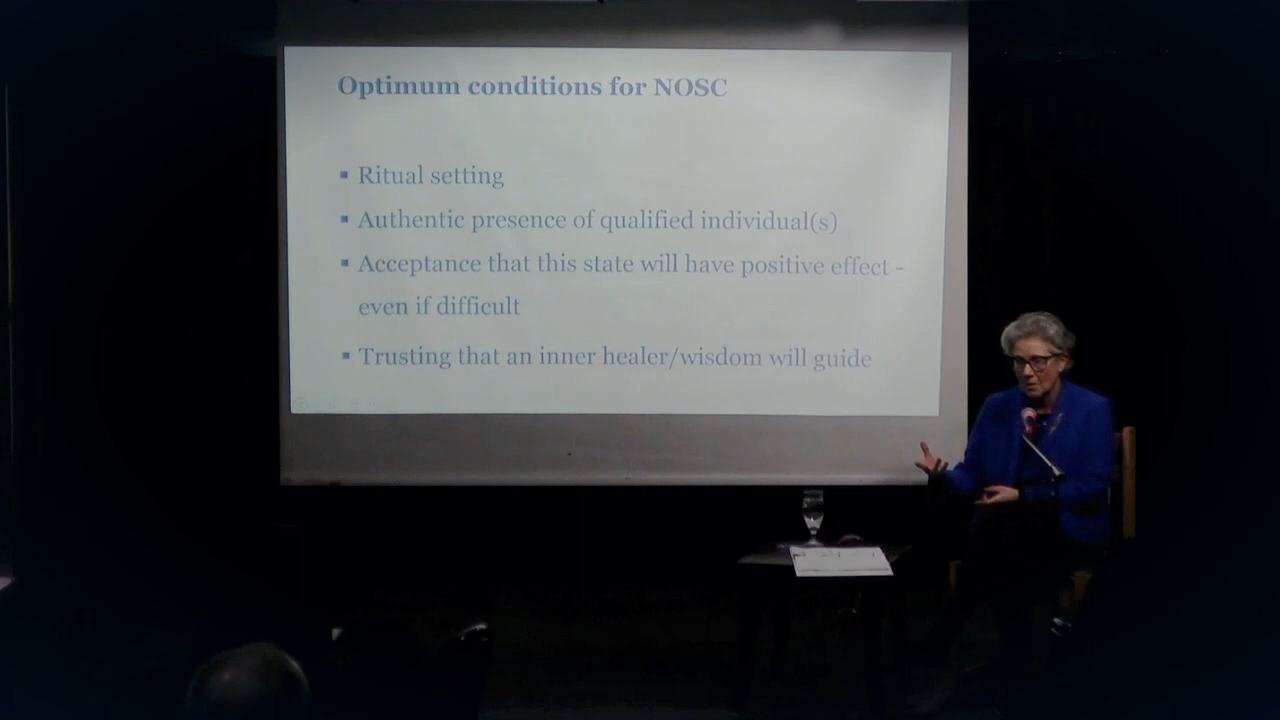 Optimum conditions for NOSC
▪ Ritual setting
▪ Authentic presence of qualified individual(s)
▪ Acceptance that this state will have positive effect -
even if difficult
▪ Trusting that an inner healer/wisdom will guide